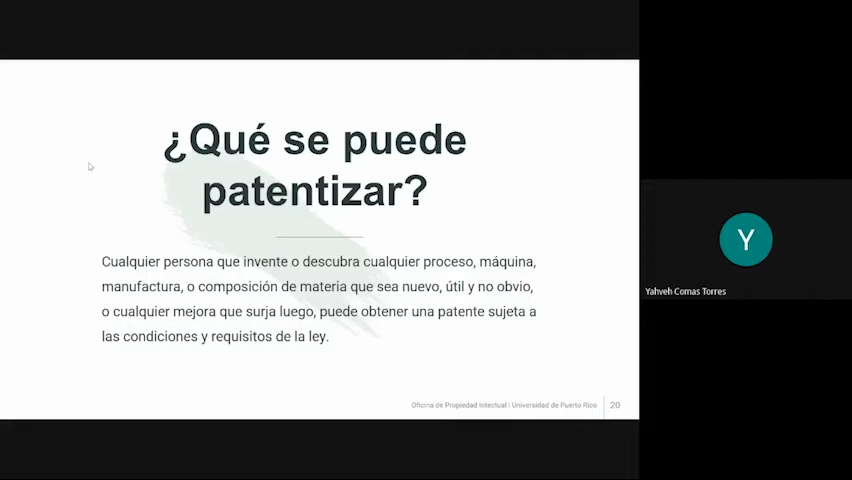 ¿Qué se puede
patentizar?
Cualquier persona que invente o descubra cualquier proceso, máquina,
manufactura, o composición de materia que sea nuevo, útil y no obvio,
o cualquier mejora que surja luego, puede obtener una patente sujeta a
las condiciones y requisitos de la ley.
Oficina de Propiedad Intectual | Universidad de Puerto Rico 20
Y
Yahveh Comas Torres